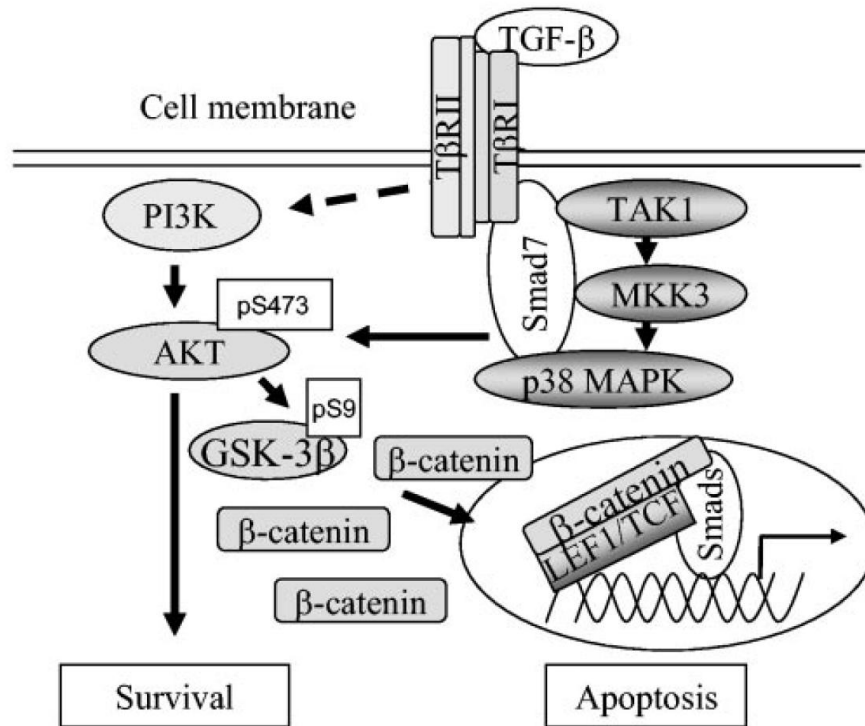 TGF-β
Cell membrane
TβRII
TβRI
PI3K
TAK1
Smad7
MKK3
pS473
AKT
p38 MAPK
pS9
GSK-3β
β-catenin
β-catenin
β-catenin
β-catenin
LEF1/TCF
Smads
Survival
Apoptosis